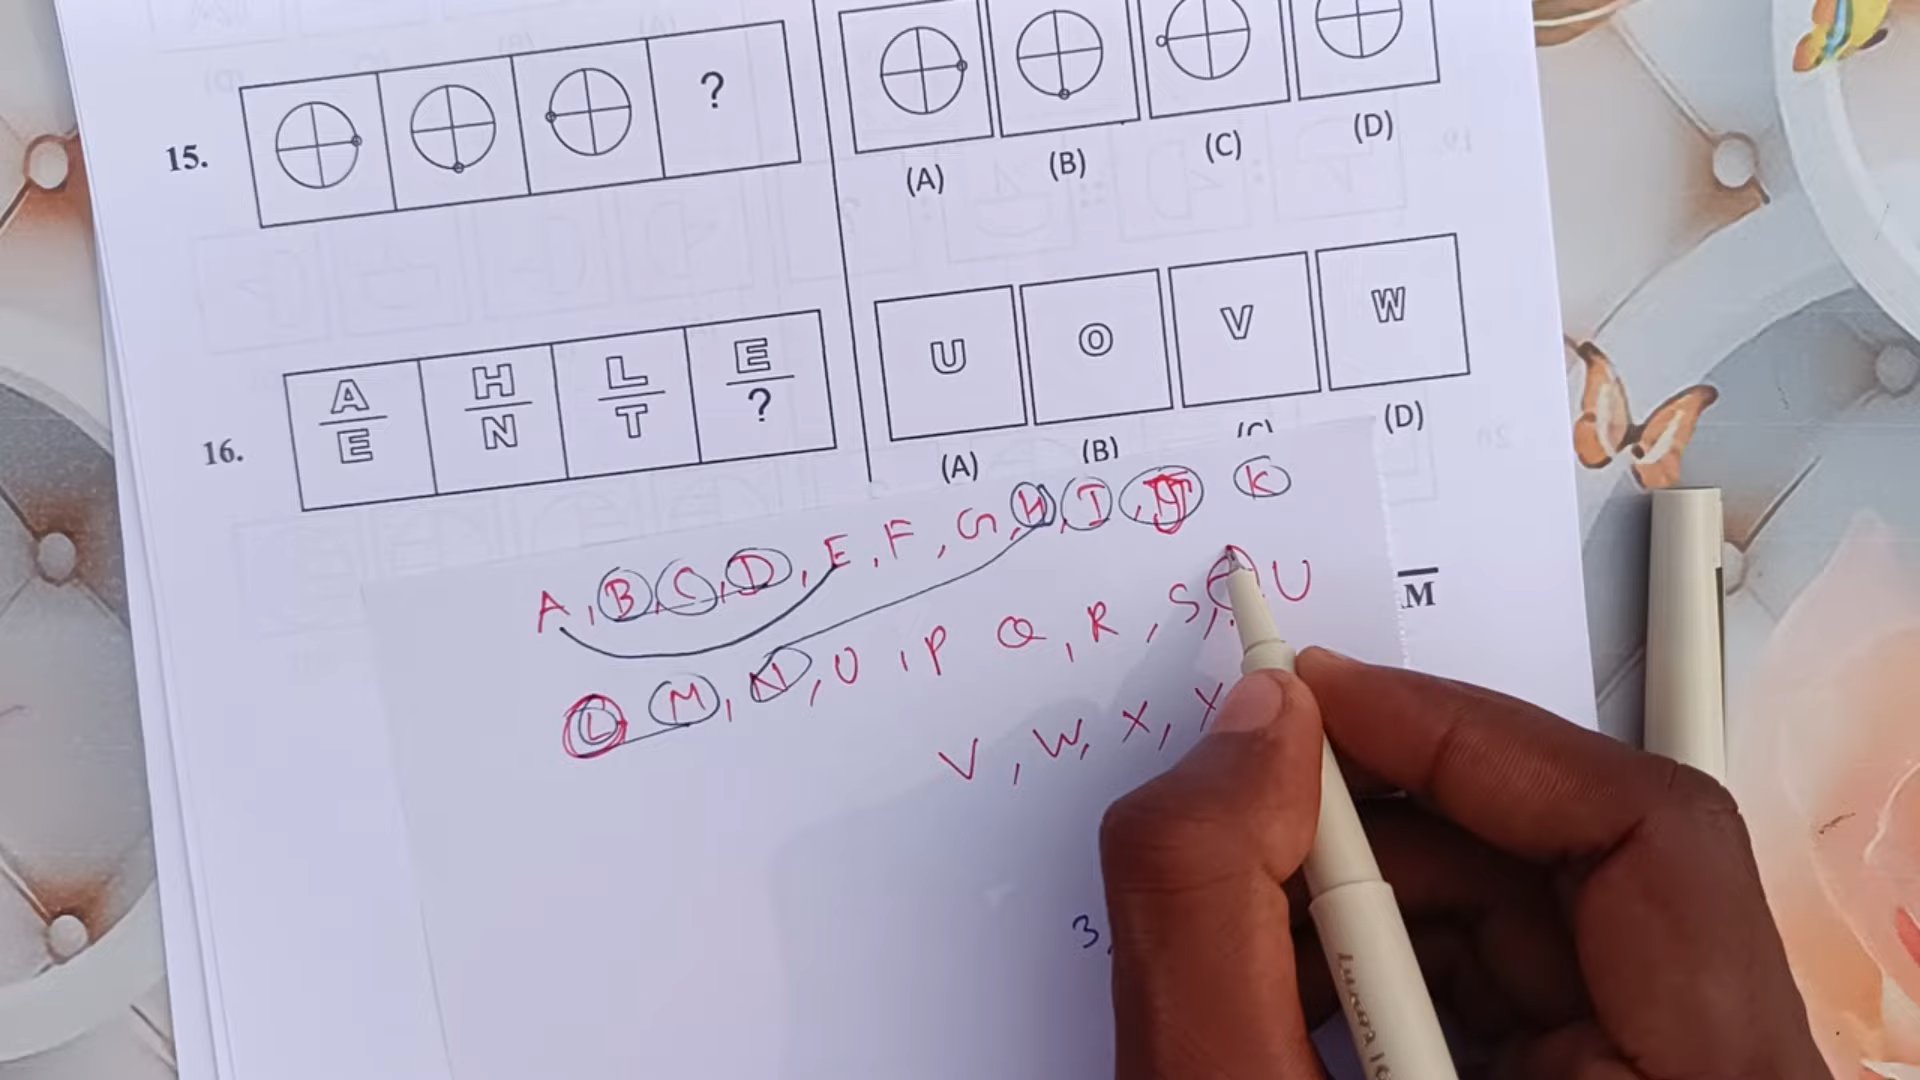 15.
?
(A)
(B)
(C)
(D)
16.
A
E
H
N
L
T
E
?
U
O
V
W
(A)
(B)
(C)
(D)
A, B, C, D, E, F, G, H, I, J K
L M, N, O, P Q, R, S, U
V, W, X, Y
M
3,